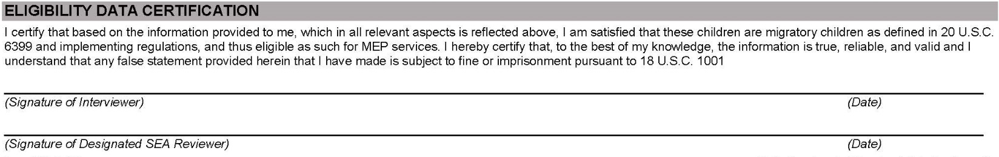 ELIGIBILITY DATA CERTIFICATION
I certify that based on the information provided to me, which in all relevant aspects is reflected above, I am satisfied that these children are migratory children as defined in 20 U.S.C.
6399 and implementing regulations, and thus eligible as such for MEP services. I hereby certify that, to the best of my knowledge, the information is true, reliable, and valid and I
understand that any false statement provided herein that I have made is subject to fine or imprisonment pursuant to 18 U.S.C. 1001
(Signature of Interviewer) (Date)
(Signature of Designated SEA Reviewer) (Date)